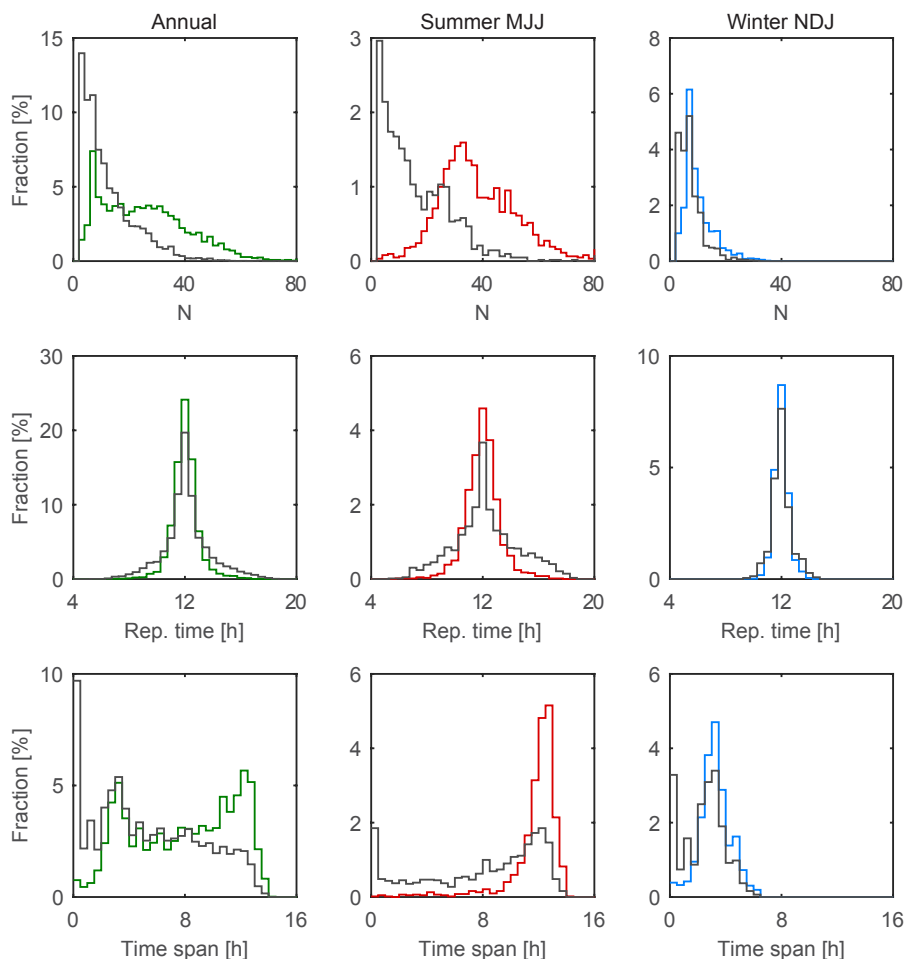 Annual
Summer MJJ
Winter NDJ
15
10
5
0
Fraction [%]
0 40 80
N
3
2
1
0
0 40 80
N
8
6
4
2
0
0 40 80
N
30
20
10
0
Fraction [%]
4 12 20
Rep. time [h]
6
4
2
0
4 12 20
Rep. time [h]
10
5
0
4 12 20
Rep. time [h]
10
5
0
Fraction [%]
0 8 16
Time span [h]
6
4
2
0
0 8 16
Time span [h]
6
4
2
0
0 8 16
Time span [h]